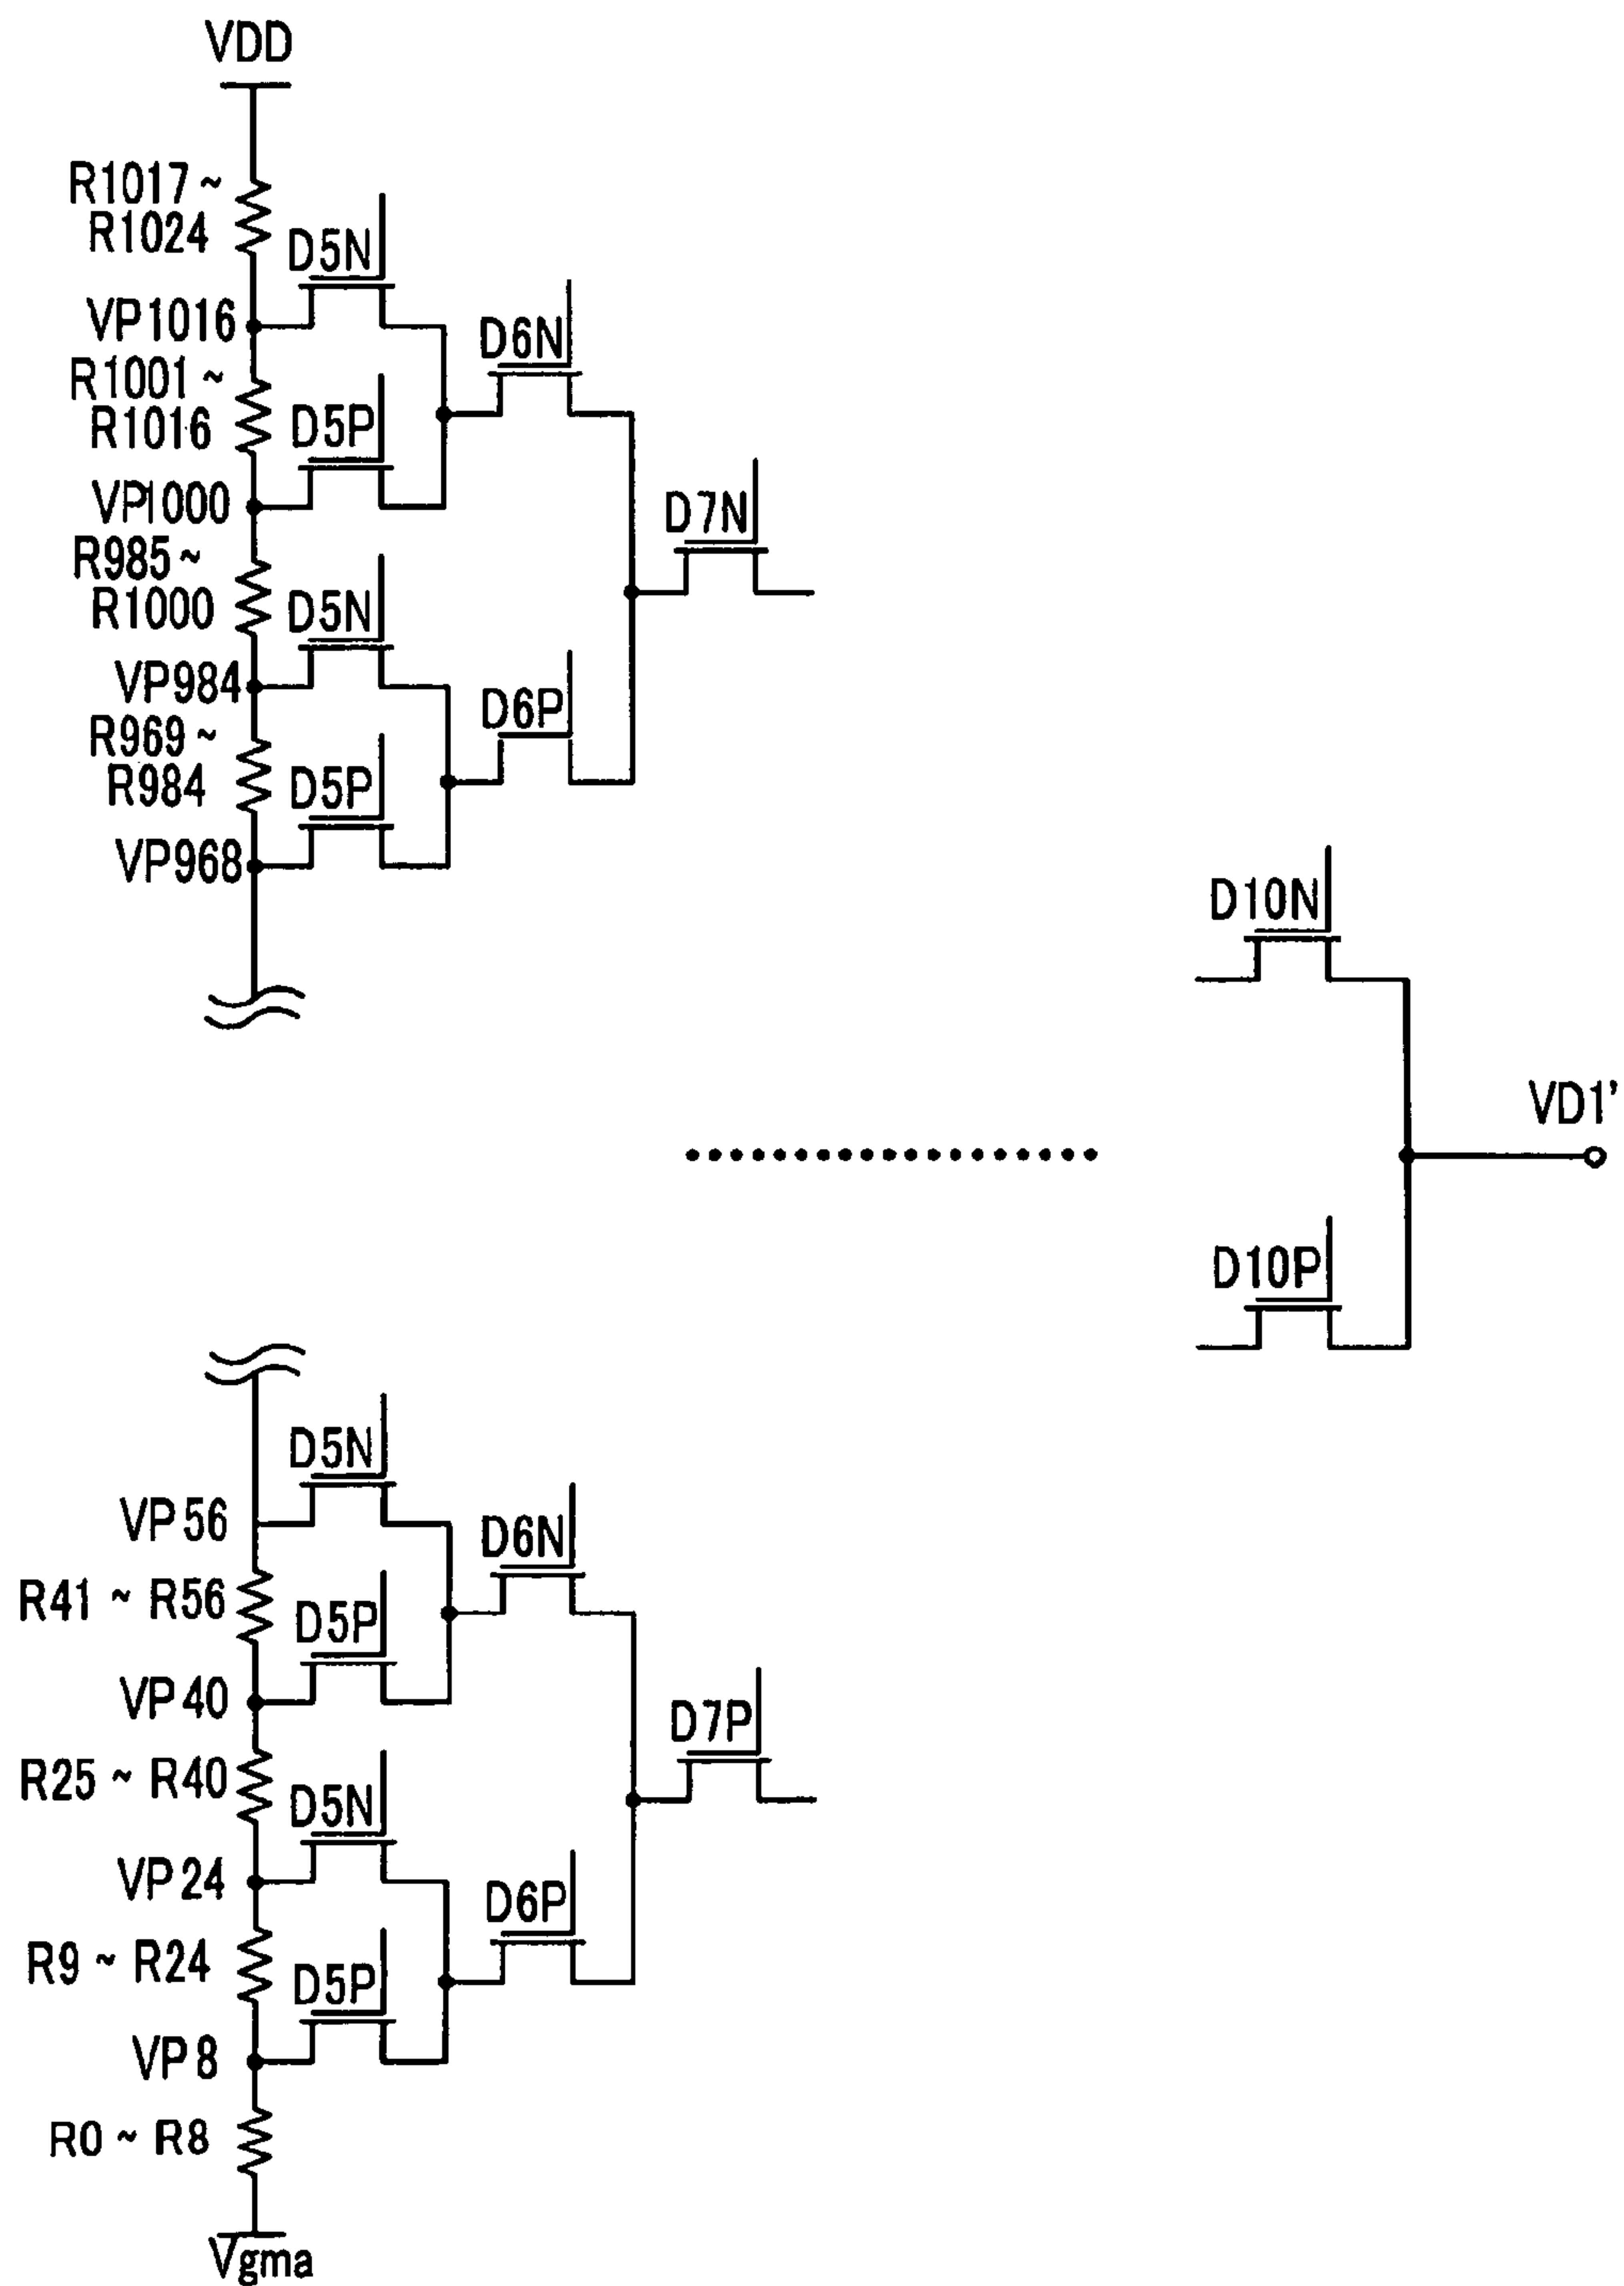 VDD
R1017~
R1024
D5N
VP1016
D6N
R1001~
R1016
D5P
VP1000
D7N
R985~
R1000
D5N
VP984
D6P
R969~
R984
D5P
VP968
D10N
VD1'
D10P
D5N
VP56
D6N
R41~R56
D5P
VP40
D7P
R25~R40
D5N
VP24
D6P
R9~R24
D5P
VP8
R0~R8
Vgma